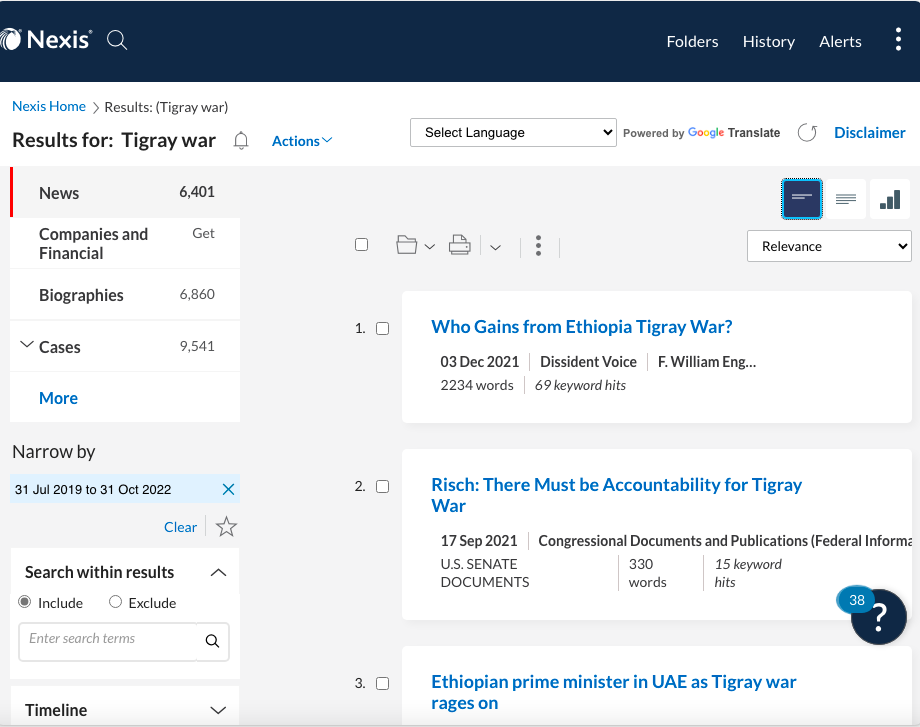 Nexis®
Folders
History
Alerts
Nexis Home > Results: (Tigray war)
Results for: Tigray war
Actions
Select Language
Powered by Google Translate
Disclaimer
News 6,401
Companies and Get
Financial
Biographies 6,860
Cases 9,541
More
Narrow by
31 Jul 2019 to 31 Oct 2022
Clear
Search within results
Include Exclude
Enter search terms
Timeline
Relevance
1. Who Gains from Ethiopia Tigray War?
03 Dec 2021 Dissident Voice F. William Eng...
2234 words 69 keyword hits
2. Risch: There Must be Accountability for Tigray
War
17 Sep 2021 Congressional Documents and Publications (Federal Informa
U.S. SENATE 330 15 keyword
DOCUMENTS words hits
38
?
3. Ethiopian prime minister in UAE as Tigray war
rages on